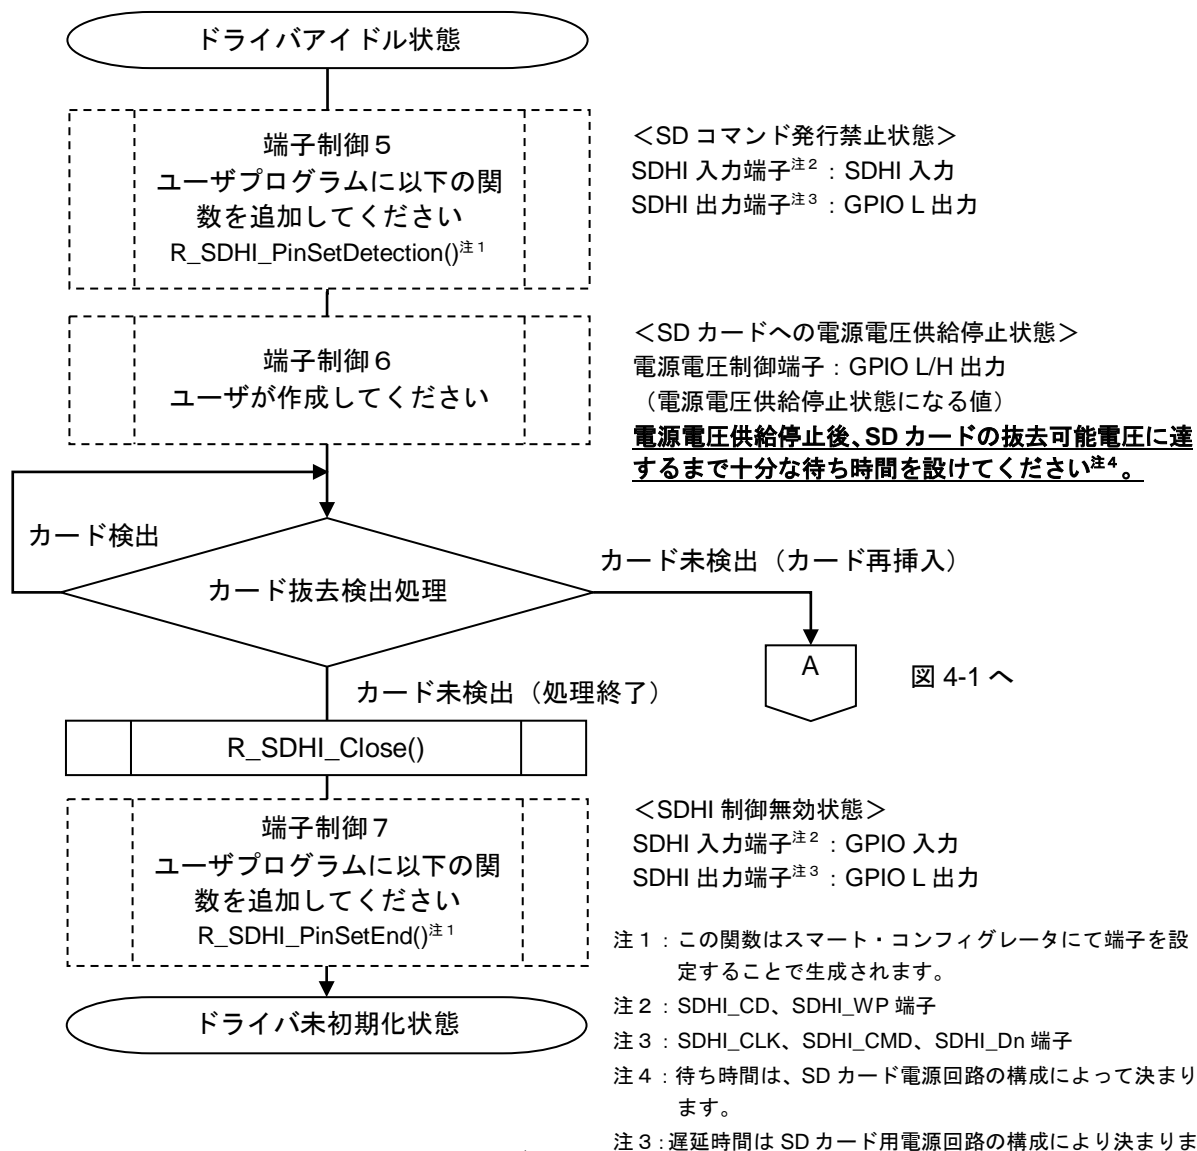 ドライバアイドル状態
端子制御５
ユーザプログラムに以下の関
数を追加してください
R_SDHI_PinSetDetection()注１
＜SD コマンド発行禁止状態＞
SDHI 入力端子注２：SDHI 入力
SDHI 出力端子注３：GPIO L 出力
端子制御６
ユーザが作成してください
＜SD カードへの電源電圧供給停止状態＞
電源電圧制御端子：GPIO L/H 出力
（電源電圧供給停止状態になる値）
電源電圧供給停止後、SD カードの抜去可能電圧に達
するまで十分な待ち時間を設けてください注４。
カード検出
カード抜去検出処理
カード未検出（カード再挿入）
A
図 4-1 へ
カード未検出（処理終了）
R_SDHI_Close()
端子制御７
ユーザプログラムに以下の関
数を追加してください
R_SDHI_PinSetEnd()注１
＜SDHI 制御無効状態＞
SDHI 入力端子注２：GPIO 入力
SDHI 出力端子注３：GPIO L 出力
ドライバ未初期化状態
注１：この関数はスマート・コンフィグレータにて端子を設
定することで生成されます。
注２：SDHI_CD、SDHI_WP 端子
注３：SDHI_CLK、SDHI_CMD、SDHI_Dn 端子
注４：待ち時間は、SD カード電源回路の構成によって決まり
ます。
注３：遅延時間は SD カード用電源回路の構成により決まりま